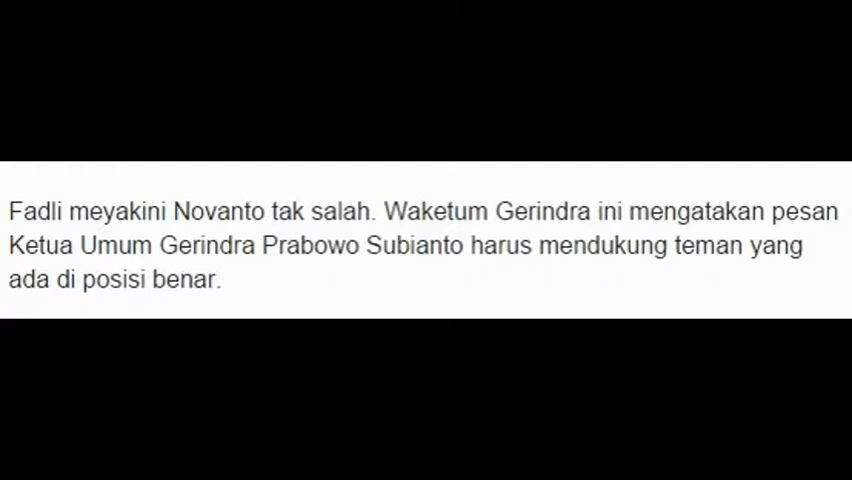 Fadli meyakini Novanto tak salah. Waketum Gerindra ini mengatakan pesan
Ketua Umum Gerindra Prabowo Subianto harus mendukung teman yang
ada di posisi benar.